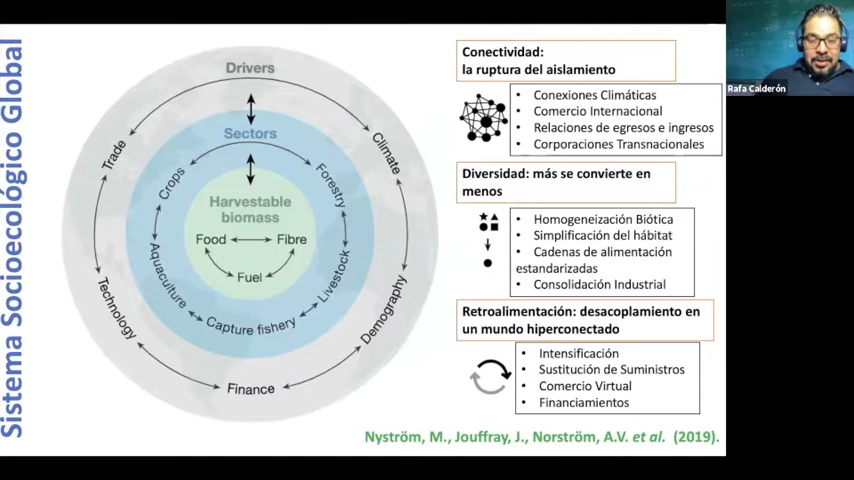 Sistema Socioecológico Global
Drivers
Sectors
Harvestable
biomass
Food
Fibre
Fuel
Crops
Forestry
Livestock
Capture fishery
Aquaculture
Trade
Climate
Demography
Finance
Technology
Conectividad:
la ruptura del aislamiento
• Conexiones Climáticas
• Comercio Internacional
• Relaciones de egresos e ingresos
• Corporaciones Transnacionales
Diversidad: más se convierte en
menos
• Homogeneización Biótica
• Simplificación del hábitat
• Cadenas de alimentación
estandarizadas
• Consolidación Industrial
Retroalimentación: desacoplamiento en
un mundo hiperconectado
• Intensificación
• Sustitución de Suministros
• Comercio Virtual
• Financiamientos
Nyström, M., Jouffray, J., Norström, A.V. et al. (2019).
Rafa Calderón